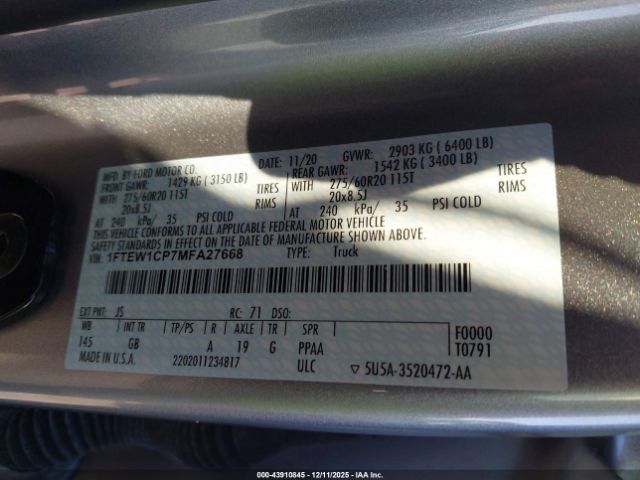 MFD. BY FORD MOTOR CO.
DATE: 11/20 GVWR: 2903 KG ( 6400 LB)
FRONT GAWR: 1429 KG ( 3150 LB)
REAR GAWR: 1542 KG ( 3400 LB)
WITH 275/60R20 115T TIRES
WITH 275/60R20 115T TIRES
20x8.5J RIMS
20x8.5J RIMS
AT 240 kPa/ 35 PSI COLD
AT 240 kPa/ 35 PSI COLD
THIS VEHICLE CONFORMS TO ALL APPLICABLE FEDERAL MOTOR VEHICLE
SAFETY STANDARDS IN EFFECT ON THE DATE OF MANUFACTURE SHOWN ABOVE.
VIN: 1FTEW1CP7MFA27668
TYPE: Truck
EXT PNT: JS RC: 71 DSO:
WB INT TR TP/PS R AXLE TR SPR
F0000
145 GB A 19 G PPAA
T0791
MADE IN U.S.A. 2202011234817 ULC
5U5A-3520472-AA
000-43910845 - 12/11/2025 - IAA Inc.